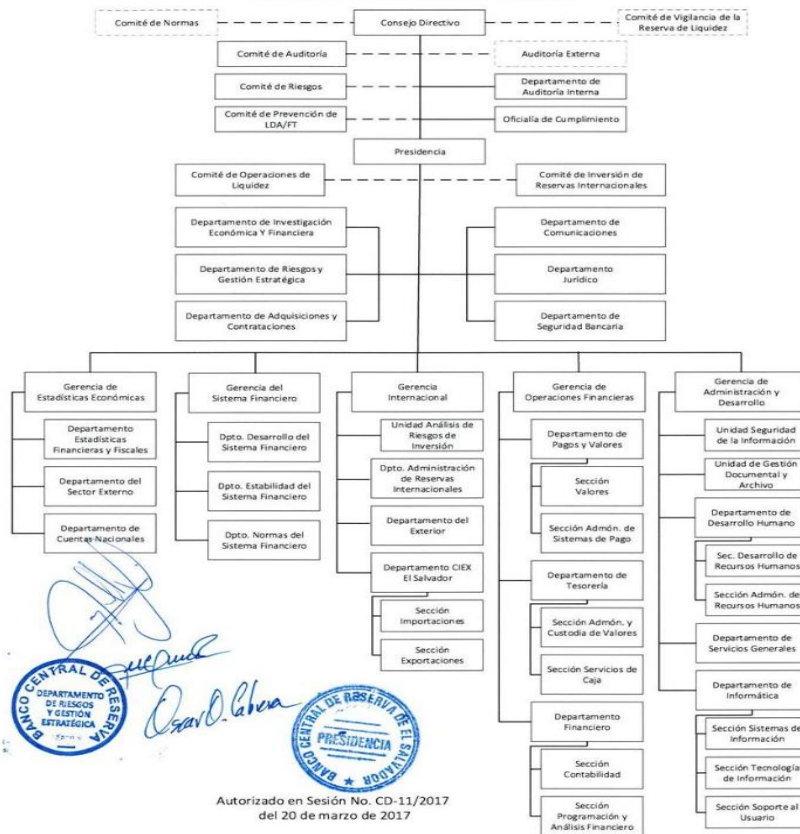 Comité de Normas
Consejo Directivo
Comité de Vigilancia de la
Reserva de Liquidez
Comité de Auditoría
Auditoría Externa
Comité de Riesgos
Departamento de
Auditoría Interna
Comité de Prevención de
LDA/FT
Oficialía de Cumplimiento
Presidencia
Comité de Operaciones de
Liquidez
Comité de Inversión de
Reservas Internacionales
Departamento de Investigación
Económica Y Financiera
Departamento de
Comunicaciones
Departamento de Riesgos y
Gestión Estratégica
Departamento
Jurídico
Departamento de Adquisiciones y
Contrataciones
Departamento de
Seguridad Bancaria
Gerencia de
Estadísticas Económicas
Departamento
Estadísticas
Financieras y Fiscales
Departamento del
Sector Externo
Departamento de
Cuentas Nacionales
Gerencia del
Sistema Financiero
Dpto. Desarrollo del
Sistema Financiero
Dpto. Estabilidad del
Sistema Financiero
Dpto. Normas del
Sistema Financiero
Gerencia
Internacional
Unidad Análisis de
Riesgos de
Inversión
Dpto. Administración
de Reservas
Internacionales
Departamento del
Exterior
Departamento CIEX
El Salvador
Sección
Importaciones
Sección
Exportaciones
Gerencia de
Operaciones Financieras
Departamento de
Pagos y Valores
Sección
Valores
Sección Admón. de
Sistemas de Pago
Departamento de
Tesorería
Sección Admón. y
Custodia de Valores
Sección Servicios de
Caja
Departamento
Financiero
Sección
Contabilidad
Sección
Programación y
Análisis Financiero
Gerencia de
Administración y
Desarrollo
Unidad Seguridad
de la Información
Unidad de Gestión
Documental y
Archivo
Departamento de
Desarrollo Humano
Sec. Desarrollo de
Recursos Humanos
Sección Admón. de
Recursos Humanos
Departamento de
Servicios Generales
Departamento de
Informática
Sección Sistemas de
Información
Sección Tecnología
de Información
Sección Soporte al
Usuario
BANCO CENTRAL DE RESERVA
DEPARTAMENTO
DE RIESGOS
Y GESTIÓN
ESTRATÉGICA
Oscar O. Cabrera
BANCO CENTRAL DE RESERVA DE EL SALVADOR
PRESIDENCIA
Autorizado en Sesión No. CD-11/2017
del 20 de marzo de 2017